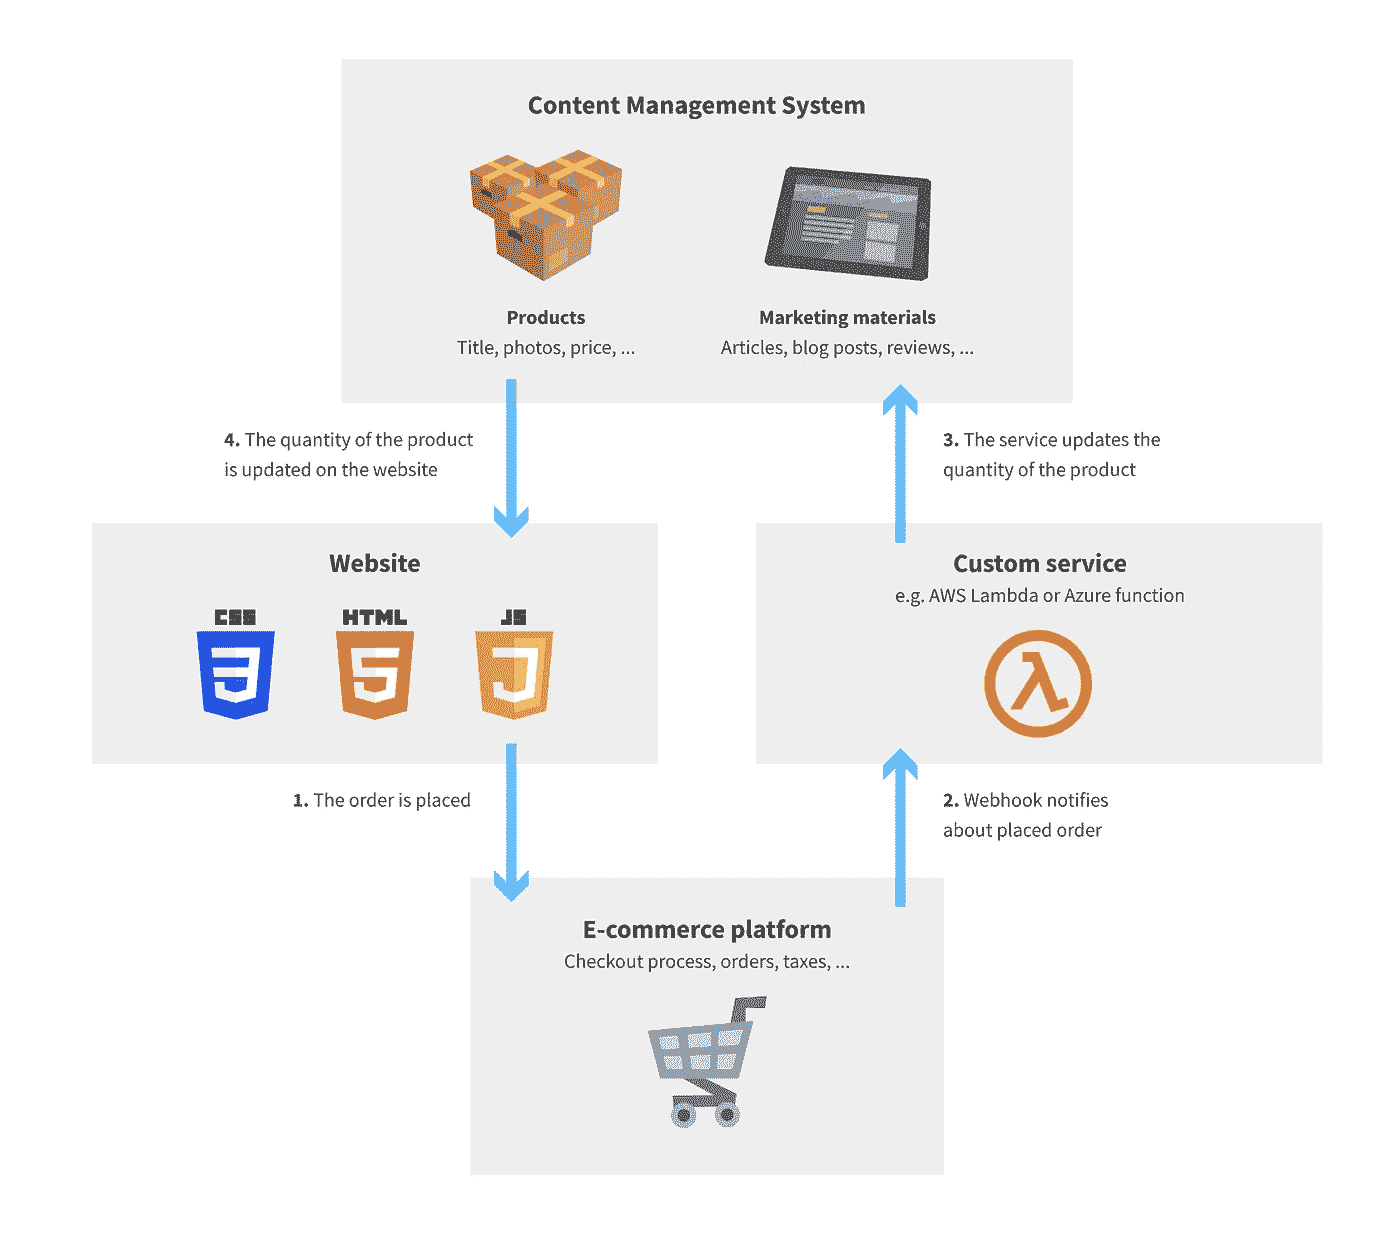 Content Management System
Products
Title, photos, price, ...
Marketing materials
Articles, blog posts, reviews, ...
4. The quantity of the product
is updated on the website
3. The service updates the
quantity of the product
Website
CSS
HTML
JS
Custom service
e.g. AWS Lambda or Azure function
λ
1. The order is placed
2. Webhook notifies
about placed order
E-commerce platform
Checkout process, orders, taxes, ...